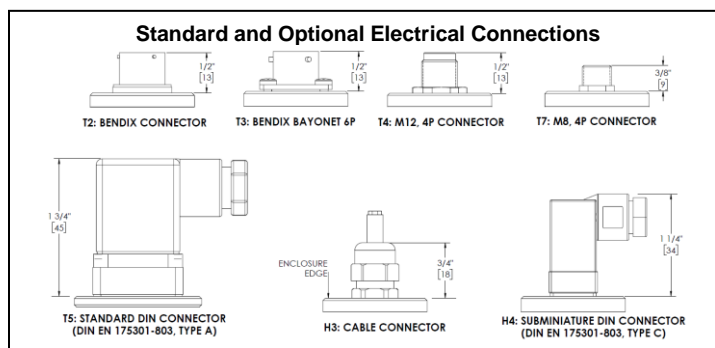 Standard and Optional Electrical Connections
1/2"
[13]
1/2"
[13]
1/2"
[13]
3/8"
[9]
T2: BENDIX CONNECTOR
T3: BENDIX BAYONET 6P
T4: M12, 4P CONNECTOR
T7: M8, 4P CONNECTOR
1 3/4"
[45]
ENCLOSURE
EDGE
3/4"
[18]
1 1/4"
[34]
T5: STANDARD DIN CONNECTOR
(DIN EN 175301-803, TYPE A)
H3: CABLE CONNECTOR
H4: SUBMINIATURE DIN CONNECTOR
(DIN EN 175301-803, TYPE C)